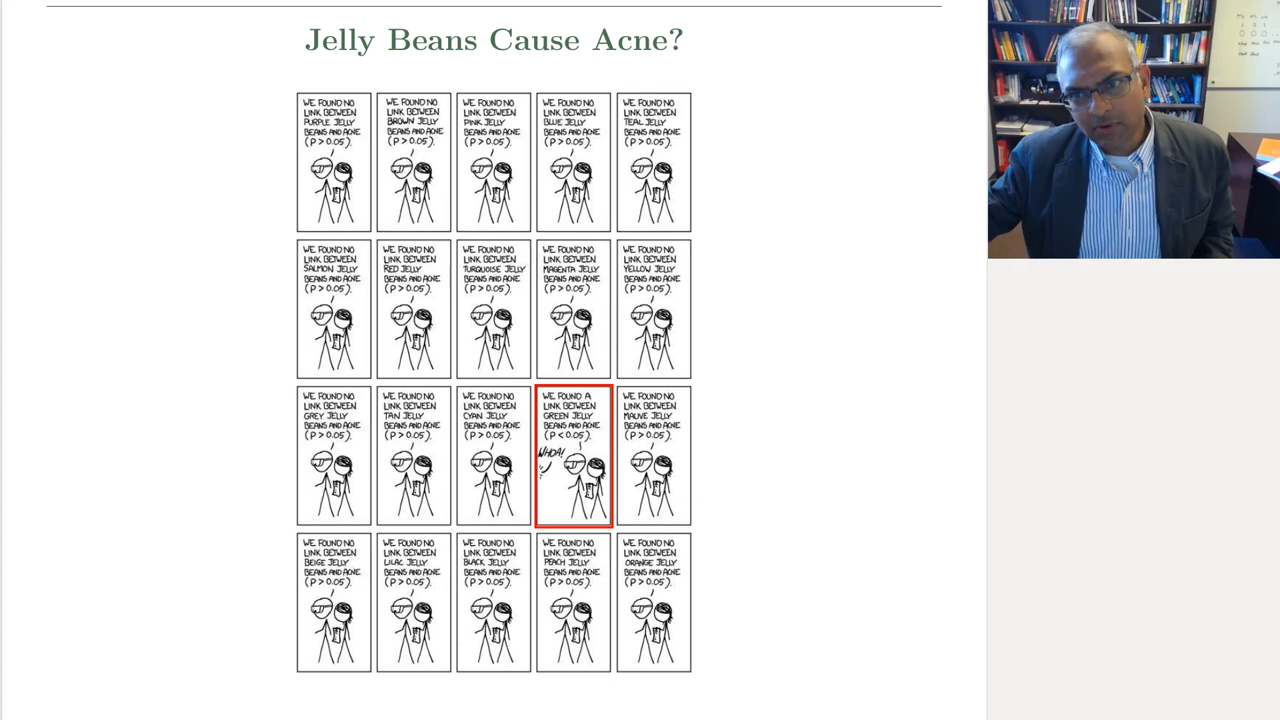 Jelly Beans Cause Acne?
WE FOUND NO
LINK BETWEEN
PURPLE JELLY
BEANS AND ACNE
(P > 0.05).
WE FOUND NO
LINK BETWEEN
BROWN JELLY
BEANS AND ACNE
(P > 0.05).
WE FOUND NO
LINK BETWEEN
PINK JELLY
BEANS AND ACNE
(P > 0.05).
WE FOUND NO
LINK BETWEEN
BLUE JELLY
BEANS AND ACNE
(P > 0.05).
WE FOUND NO
LINK BETWEEN
TEAL JELLY
BEANS AND ACNE
(P > 0.05).
WE FOUND NO
LINK BETWEEN
SALMON JELLY
BEANS AND ACNE
(P > 0.05).
WE FOUND NO
LINK BETWEEN
RED JELLY
BEANS AND ACNE
(P > 0.05).
WE FOUND NO
LINK BETWEEN
TURQUOISE JELLY
BEANS AND ACNE
(P > 0.05).
WE FOUND NO
LINK BETWEEN
MAGENTA JELLY
BEANS AND ACNE
(P > 0.05).
WE FOUND NO
LINK BETWEEN
YELLOW JELLY
BEANS AND ACNE
(P > 0.05).
WE FOUND NO
LINK BETWEEN
GREY JELLY
BEANS AND ACNE
(P > 0.05).
WE FOUND NO
LINK BETWEEN
TAN JELLY
BEANS AND ACNE
(P > 0.05).
WE FOUND NO
LINK BETWEEN
CYAN JELLY
BEANS AND ACNE
(P > 0.05).
WE FOUND A
LINK BETWEEN
GREEN JELLY
BEANS AND ACNE
(P < 0.05).
WHOA!
WE FOUND NO
LINK BETWEEN
MAUVE JELLY
BEANS AND ACNE
(P > 0.05).
WE FOUND NO
LINK BETWEEN
BEIGE JELLY
BEANS AND ACNE
(P > 0.05).
WE FOUND NO
LINK BETWEEN
LILAC JELLY
BEANS AND ACNE
(P > 0.05).
WE FOUND NO
LINK BETWEEN
BLACK JELLY
BEANS AND ACNE
(P > 0.05).
WE FOUND NO
LINK BETWEEN
PEACH JELLY
BEANS AND ACNE
(P > 0.05).
WE FOUND NO
LINK BETWEEN
ORANGE JELLY
BEANS AND ACNE
(P > 0.05).